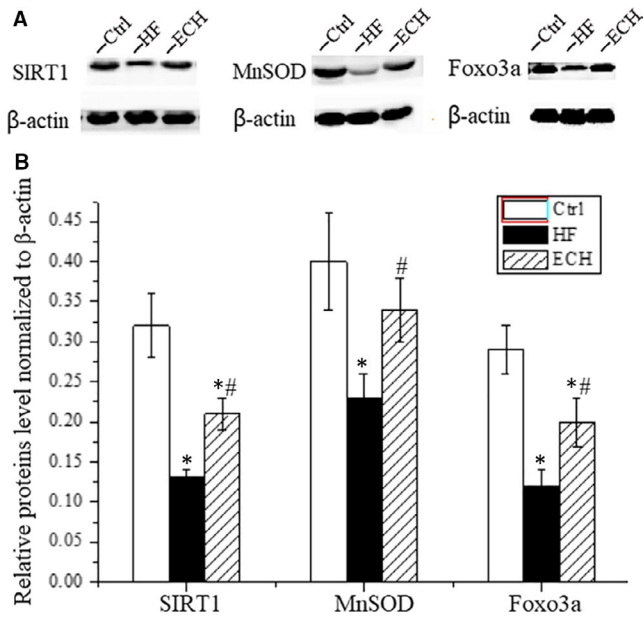 A
–Ctrl –HF –ECH
–Ctrl –HF –ECH
–Ctrl –HF –ECH
SIRT1
MnSOD
Foxo3a
β-actin
β-actin
β-actin
B
Relative proteins level normalized to β-actin
0.45
0.40
0.35
0.30
0.25
0.20
0.15
0.10
0.05
0.00
Ctrl
HF
ECH
*
*#
*
#
*
*#
SIRT1
MnSOD
Foxo3a